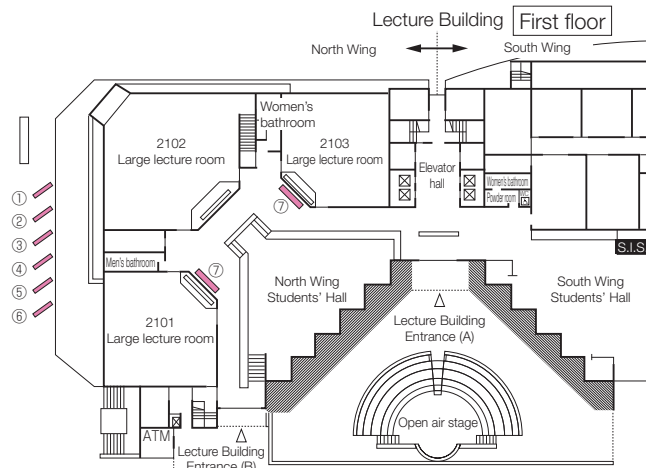 Lecture Building First floor
North Wing
South Wing
Women's
bathroom
2102
Large lecture room
2103
Large lecture room
Elevator
hall
Women's bathroom
Powder room
WC
①
②
③
④
⑤
⑥
⑦
S.I.S
Men's bathroom
⑦
North Wing
Students' Hall
South Wing
Students' Hall
2101
Large lecture room
Lecture Building
Entrance (A)
Open air stage
ATM
Lecture Building
Entrance (B)